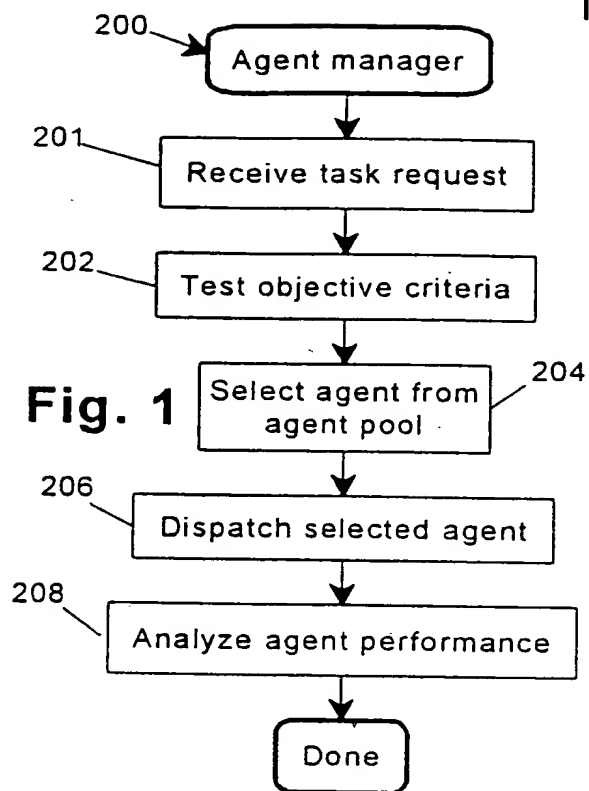 200
Agent manager
201
Receive task request
202
Test objective criteria
204
Select agent from
agent pool
Fig. 1
206
Dispatch selected agent
208
Analyze agent performance
Done